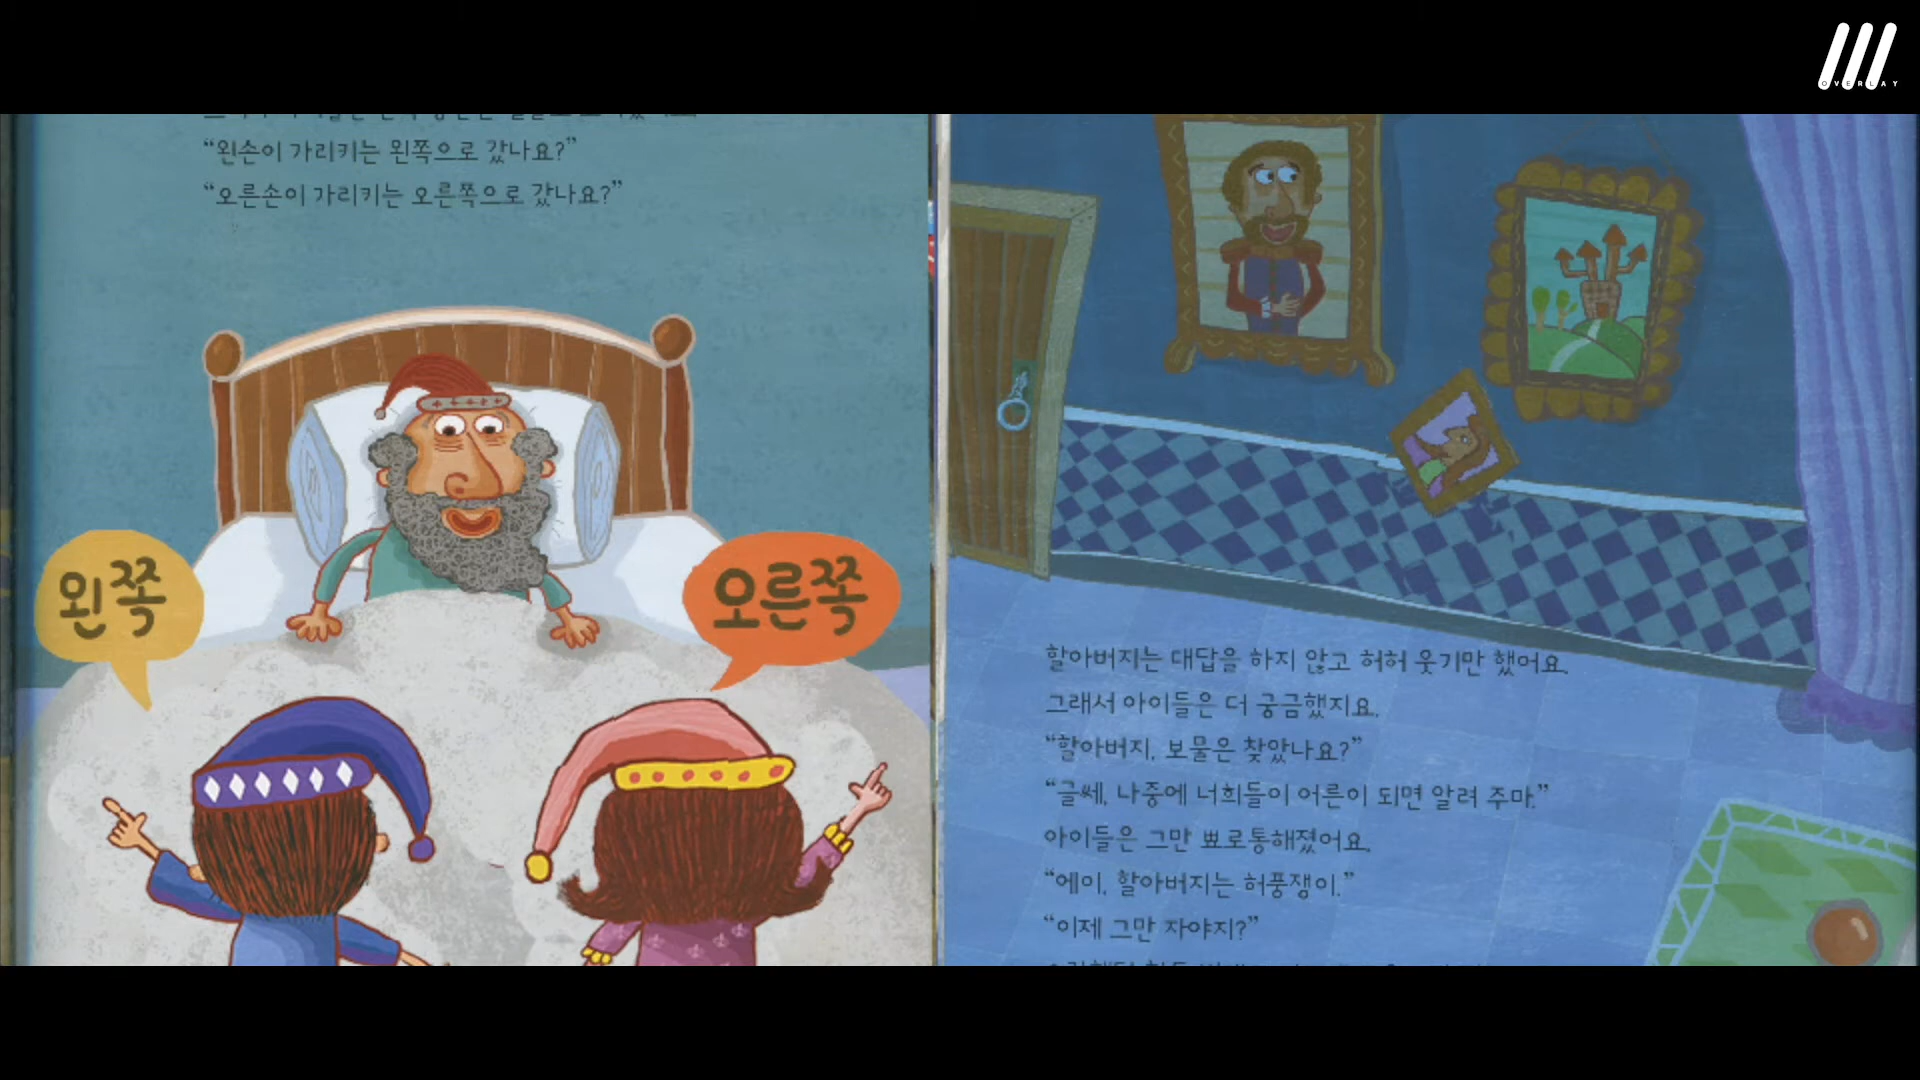 “왼손이 가리키는 왼쪽으로 갔나요?”
“오른손이 가리키는 오른쪽으로 갔나요?”
왼쪽
오른쪽
할아버지는 대답을 하지 않고 허허 웃기만 했어요.
그래서 아이들은 더 궁금했지요.
“할아버지, 보물은 찾았나요?”
“글쎄, 나중에 너희들이 어른이 되면 알려 주마.”
아이들은 그만 뾰로통해졌어요.
“에이, 할아버지는 허풍쟁이.”
“이제 그만 자야지?”
OVERLAY